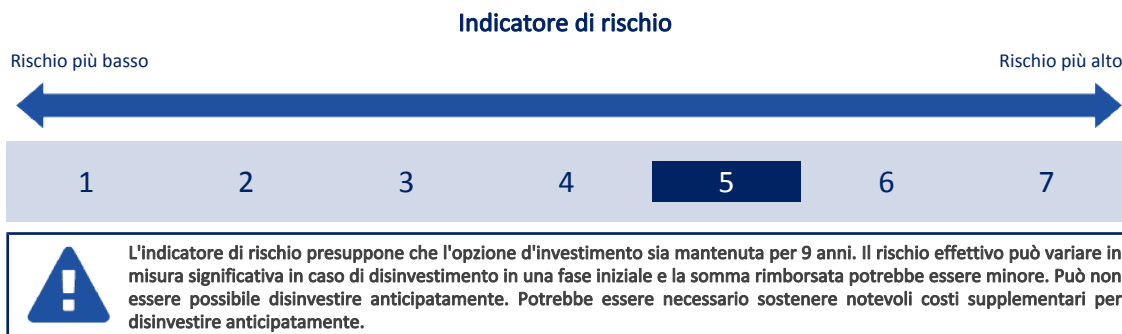 Indicatore di rischio
Rischio più basso Rischio più alto
1 2 3 4 5 6 7
L'indicatore di rischio presuppone che l'opzione d'investimento sia mantenuta per 9 anni. Il rischio effettivo può variare in
misura significativa in caso di disinvestimento in una fase iniziale e la somma rimborsata potrebbe essere minore. Può non
essere possibile disinvestire anticipatamente. Potrebbe essere necessario sostenere notevoli costi supplementari per
disinvestire anticipatamente.